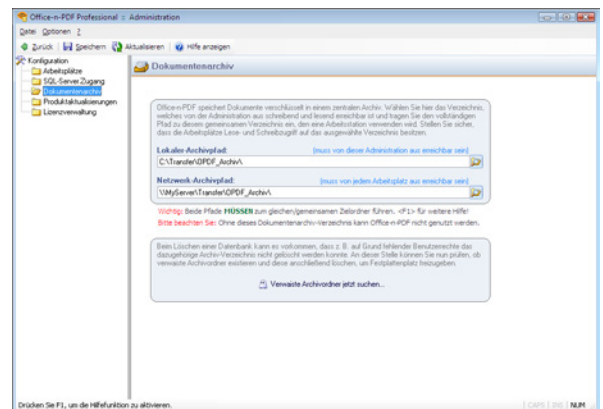 Office-n-PDF Professional :: Administration
Datei Optionen ?
Zurück Speichern Aktualisieren Hilfe anzeigen
Konfiguration
Arbeitsplätze
SQL-Server Zugang
Dokumentenarchiv
Produktaktualisierungen
Lizenzverwaltung
Dokumentenarchiv
Office-n-PDF speichert Dokumente verschlüsselt in einem zentralen Archiv. Wählen Sie hier das Verzeichnis,
welches von der Administration aus schreibend und lesend erreichbar ist und tragen Sie den vollständigen
Pfad zu diesem gemeinsamen Verzeichnis ein, den eine Arbeitsstation verwenden wird. Stellen Sie sicher,
dass die Arbeitsplätze Lese- und Schreibzugriff auf das ausgewählte Verzeichnis besitzen.
Lokaler Archivpfad: (muss von dieser Administration aus erreichbar sein)
C:\Transfer\OPDF_Archiv\
Netzwerk-Archivpfad: (muss von jedem Arbeitsplatz aus erreichbar sein)
\\MyServer\Transfer\OPDF_Archiv\
Wichtig: Beide Pfade MÜSSEN zum gleichen/gemeinsamen Zielordner führen. <F1> für weitere Hilfe!
Bitte beachten Sie: Ohne dieses Dokumentenarchiv-Verzeichnis kann Office-n-PDF nicht genutzt werden.
Beim Löschen einer Datenbank kann es vorkommen, dass z. B. auf Grund fehlender Benutzerrechte das
dazugehörige Archiv-Verzeichnis nicht gelöscht werden konnte. An dieser Stelle können Sie nun prüfen, ob
verwaiste Archivordner existieren und diese anschließend löschen, um Festplattenplatz freizugeben.
Verwaiste Archivordner jetzt suchen...
Drücken Sie F1, um die Hilfefunktion zu aktivieren. CAPS INS NUM